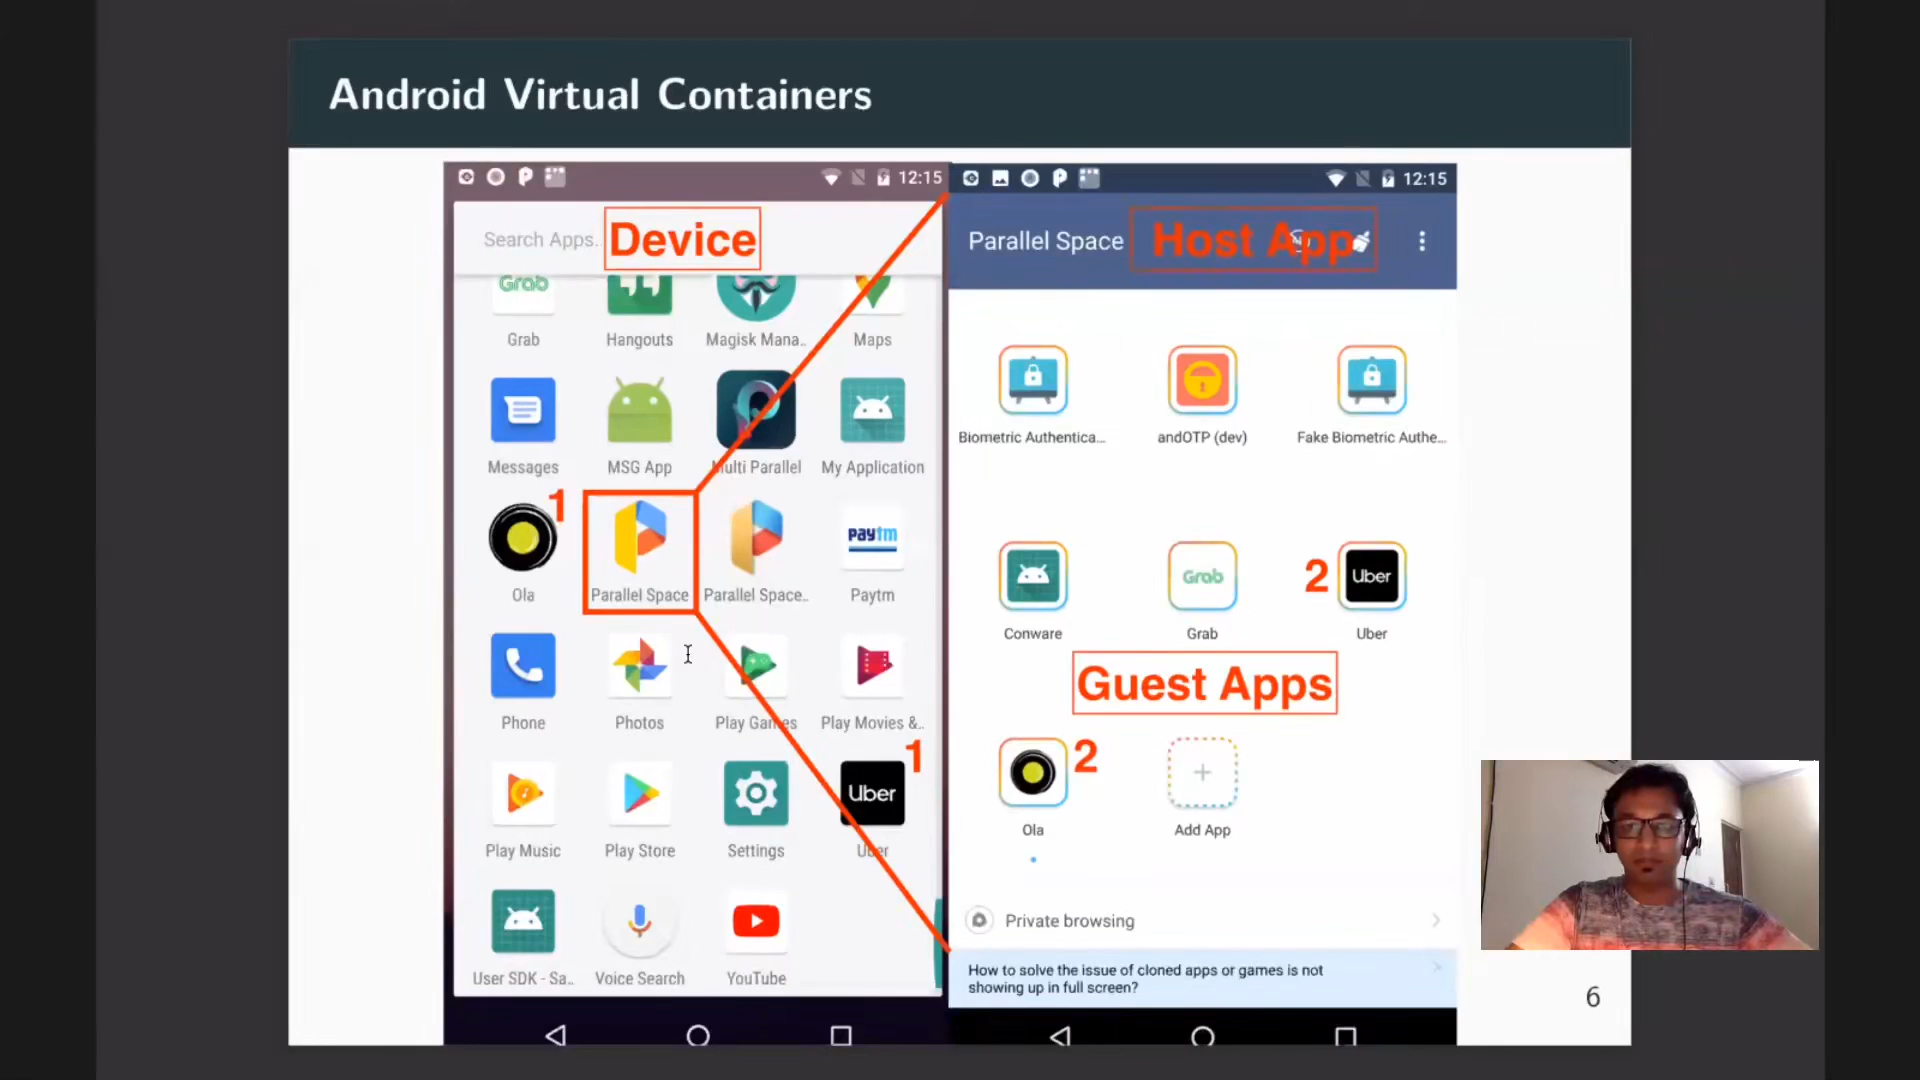 Android Virtual Containers
12:15
Search Apps..
Device
Grab
Grab
Hangouts
Magisk Mana..
Maps
Messages
MSG App
Multi Parallel
My Application
1
Ola
Parallel Space
Parallel Space..
Paytm
Paytm
Phone
Photos
Play Games
Play Movies &..
1
Uber
Play Music
Play Store
Settings
Uber
User SDK - Sa..
Voice Search
YouTube
12:15
Parallel Space
Host App
Biometric Authentica...
andOTP (dev)
Fake Biometric Authe...
Grab
2
Uber
Conware
Grab
Uber
Guest Apps
2
Ola
Add App
Private browsing
How to solve the issue of cloned apps or games is not
showing up in full screen?
6